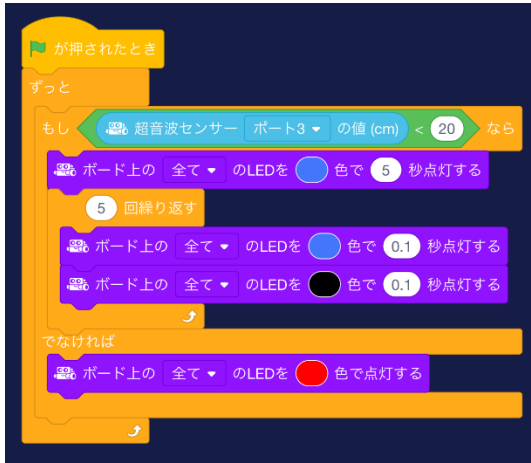 が押されたとき
ずっと
もし 超音波センサー ポート3 の値 (cm) < 20 なら
ボード上の 全て のLEDを 色で 5 秒点灯する
5 回繰り返す
ボード上の 全て のLEDを 色で 0.1 秒点灯する
ボード上の 全て のLEDを 色で 0.1 秒点灯する
でなければ
ボード上の 全て のLEDを 色で点灯する